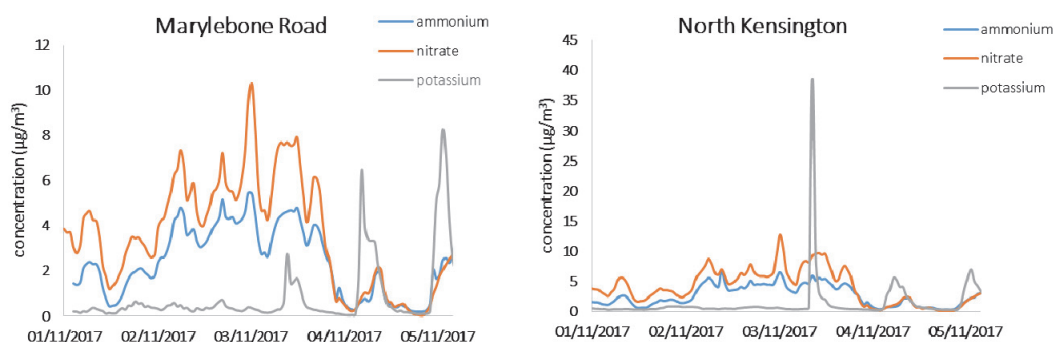 Marylebone Road
ammonium
nitrate
potassium
concentration (µg/m³)
12
10
8
6
4
2
0
01/11/2017 02/11/2017 03/11/2017 04/11/2017 05/11/2017
North Kensington
ammonium
nitrate
potassium
concentration (µg/m³)
45
40
35
30
25
20
15
10
5
0
01/11/2017 02/11/2017 03/11/2017 04/11/2017 05/11/2017